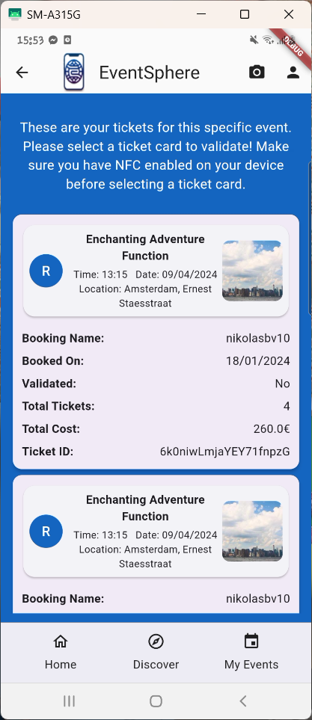 SM-A315G
15:53
DEBUG
EventSphere
These are your tickets for this specific event.
Please select a ticket card to validate! Make
sure you have NFC enabled on your device
before selecting a ticket card.
Enchanting Adventure
Function
R
Time: 13:15 Date: 09/04/2024
Location: Amsterdam, Ernest
Staesstraat
Booking Name: nikolasbv10
Booked On: 18/01/2024
Validated: No
Total Tickets: 4
Total Cost: 260.0€
Ticket ID: 6k0niwLmjaYEY71fnpzG
Enchanting Adventure
Function
R
Time: 13:15 Date: 09/04/2024
Location: Amsterdam, Ernest
Staesstraat
Booking Name: nikolasbv10
Home Discover My Events